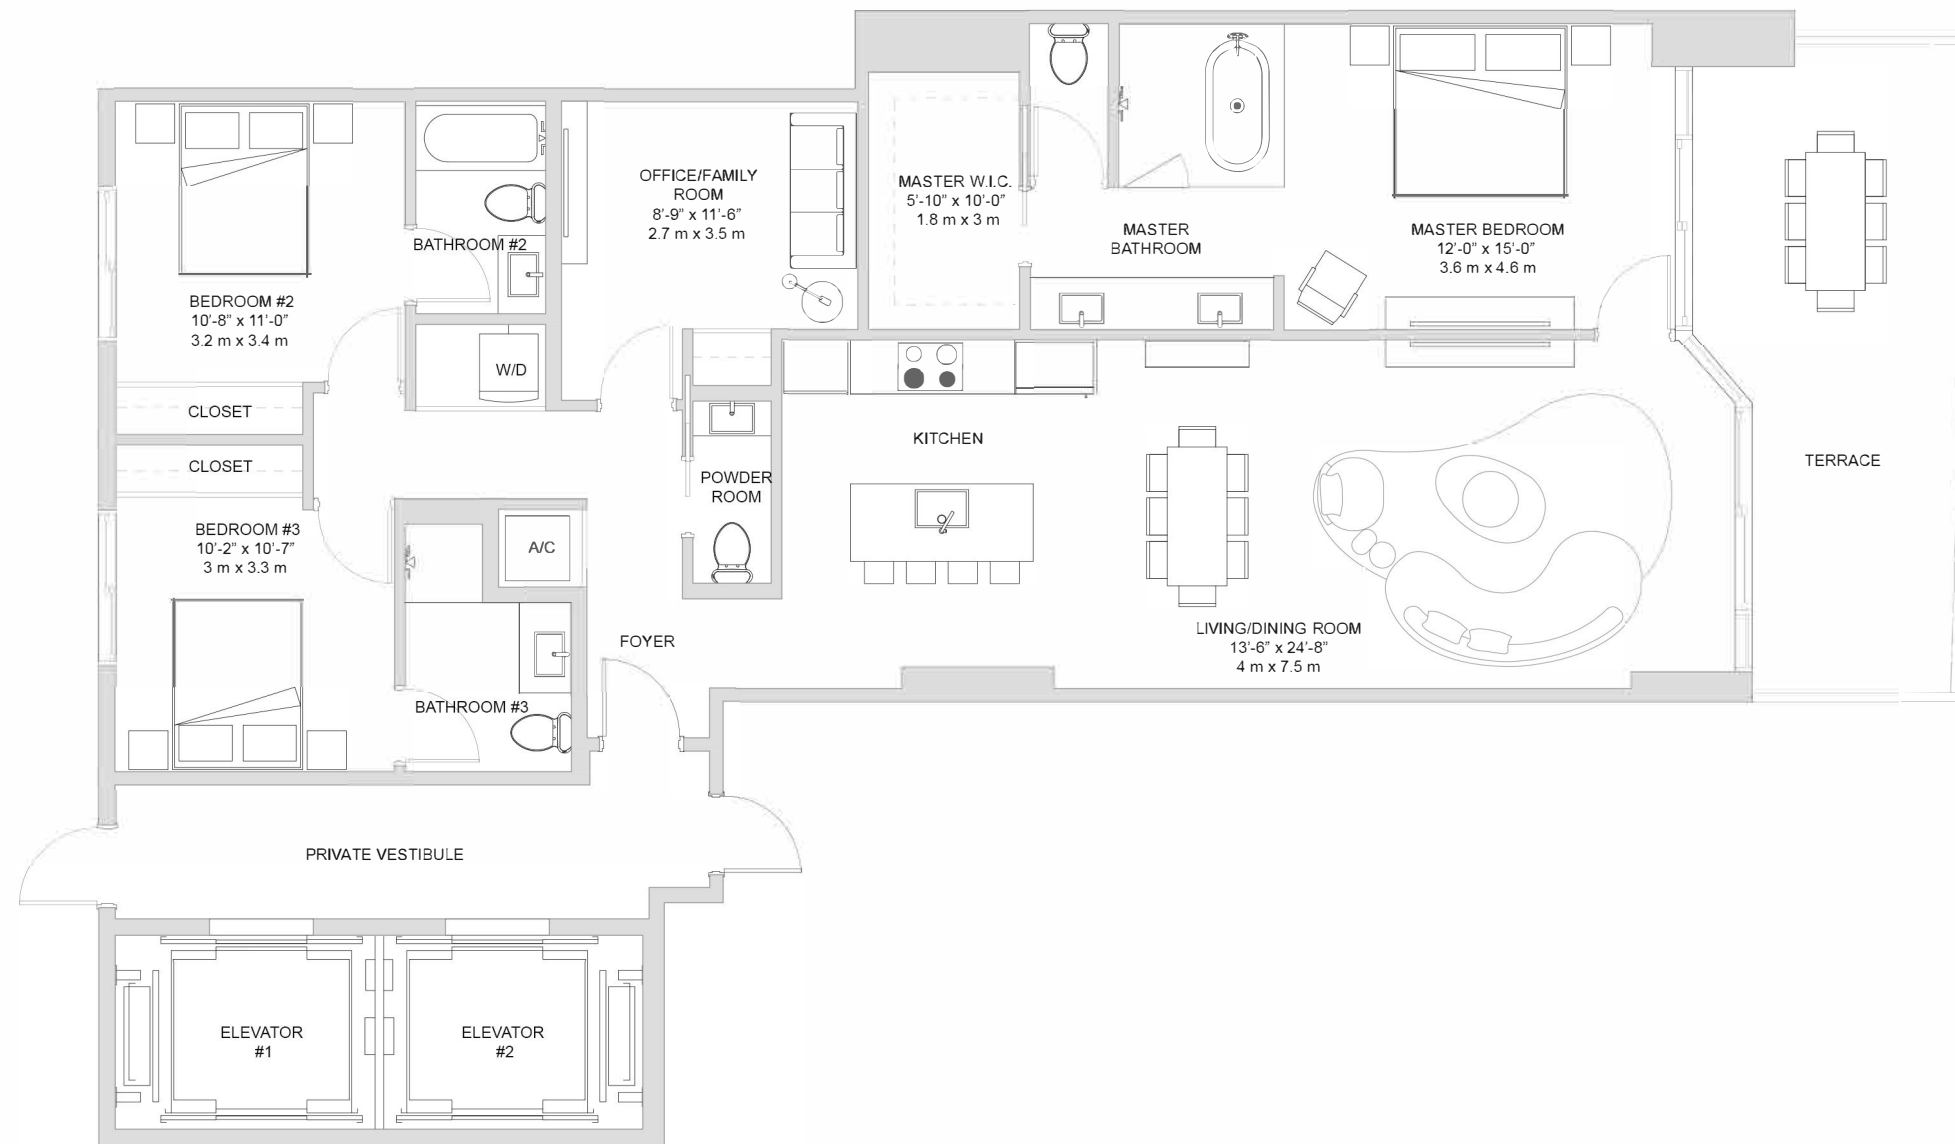 OFFICE/FAMILY
ROOM
8'-9" x 11'-6"
2.7 m x 3.5 m
MASTER W.I.C.
5'-10" x 10'-0"
1.8 m x 3 m
MASTER
BATHROOM
MASTER BEDROOM
12'-0" x 15'-0"
3.6 m x 4.6 m
BATHROOM #2
BEDROOM #2
10'-8" x 11'-0"
3.2 m x 3.4 m
W/D
CLOSET
CLOSET
KITCHEN
TERRACE
POWDER
ROOM
BEDROOM #3
10'-2" x 10'-7"
3 m x 3.3 m
A/C
FOYER
LIVING/DINING ROOM
13'-6" x 24'-8"
4 m x 7.5 m
BATHROOM #3
PRIVATE VESTIBULE
ELEVATOR
#1
ELEVATOR
#2